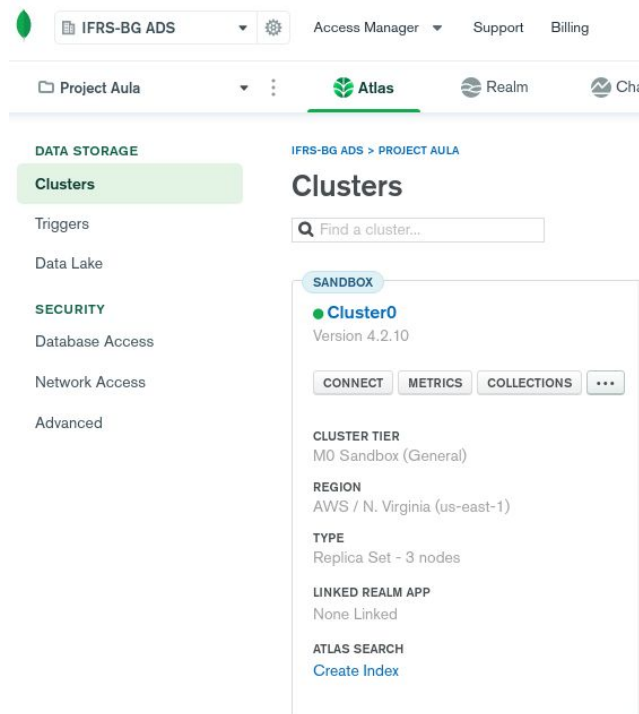 IFRS-BG ADS
Access Manager
Support
Billing
Project Aula
Atlas
Realm
DATA STORAGE
Clusters
Triggers
Data Lake
SECURITY
Database Access
Network Access
Advanced
IFRS-BG ADS > PROJECT AULA
Clusters
Find a cluster...
SANDBOX
Cluster0
Version 4.2.10
CONNECT
METRICS
COLLECTIONS
...
CLUSTER TIER
M0 Sandbox (General)
REGION
AWS / N. Virginia (us-east-1)
TYPE
Replica Set - 3 nodes
LINKED REALM APP
None Linked
ATLAS SEARCH
Create Index